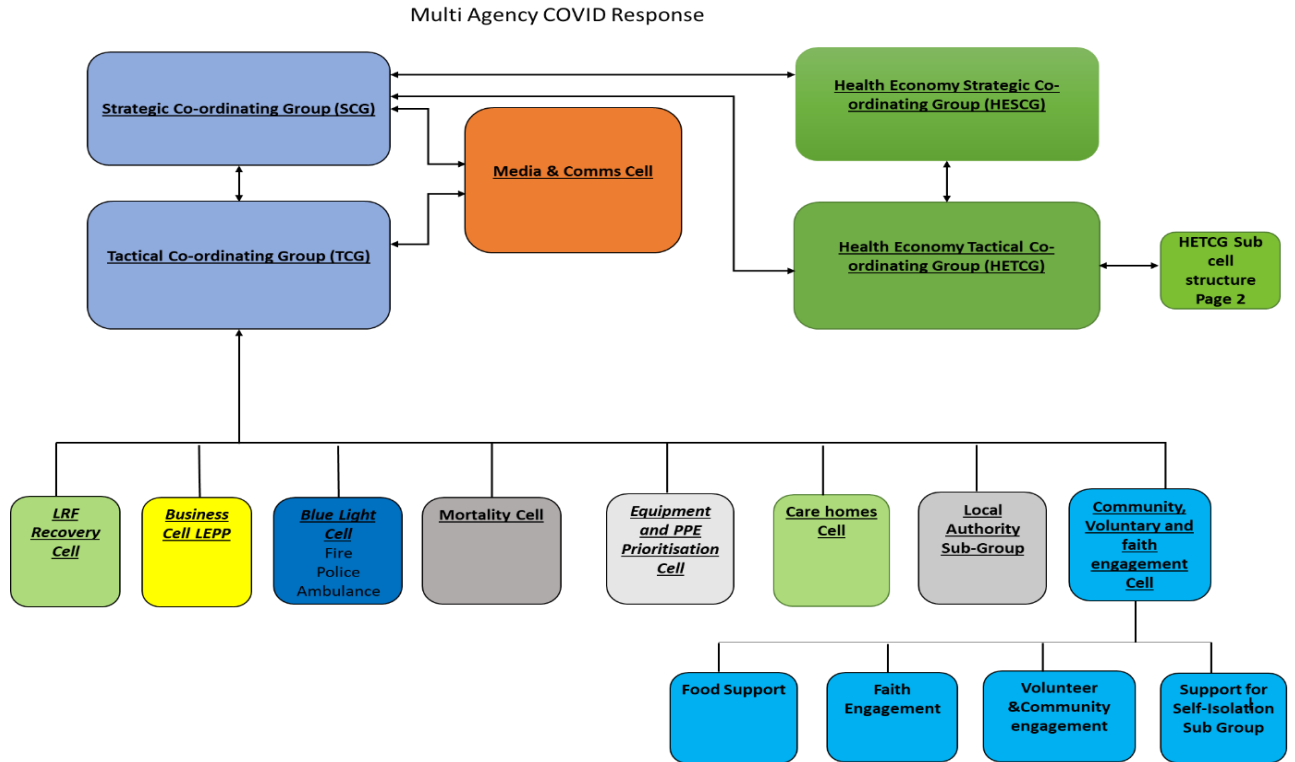 Multi Agency COVID Response
Strategic Co-ordinating Group (SCG)
Health Economy Strategic Co-
ordinating Group (HESCG)
Media & Comms Cell
Tactical Co-ordinating Group (TCG)
Health Economy Tactical Co-
ordinating Group (HETCG)
HETCG Sub
cell
structure
Page 2
LRF
Recovery
Cell
Business
Cell LEPP
Blue Light
Cell
Fire
Police
Ambulance
Mortality Cell
Equipment
and PPE
Prioritisation
Cell
Care homes
Cell
Local
Authority
Sub-Group
Community,
Voluntary and
faith
engagement
Cell
Food Support
Faith
Engagement
Volunteer
&Community
engagement
Support for
Self-Isolation
Sub Group